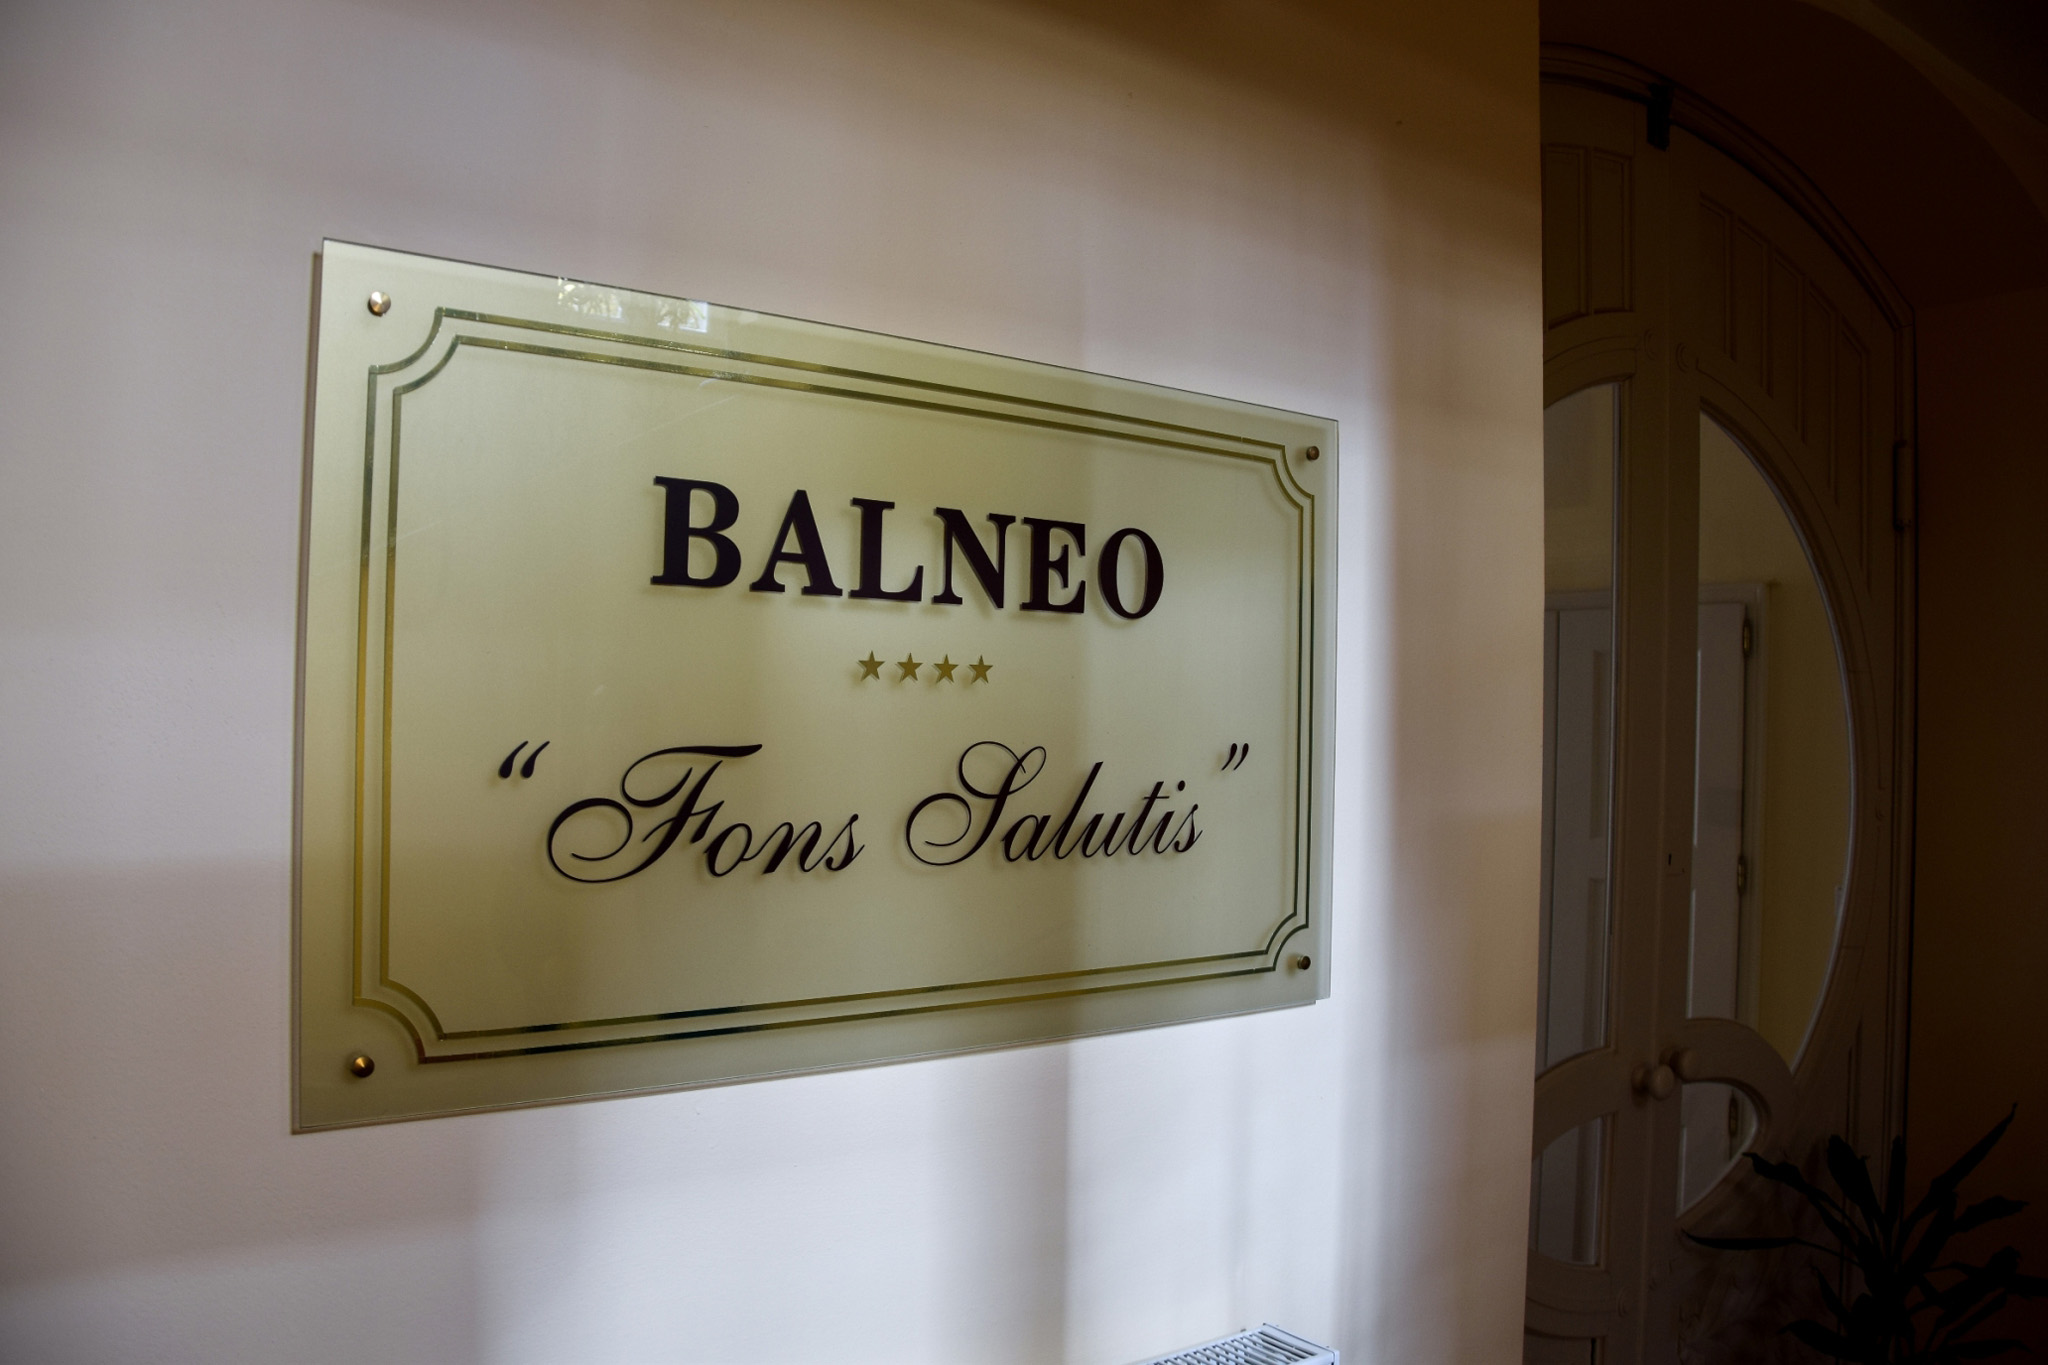 BALNEO
★★★★
“Fons Salutis”